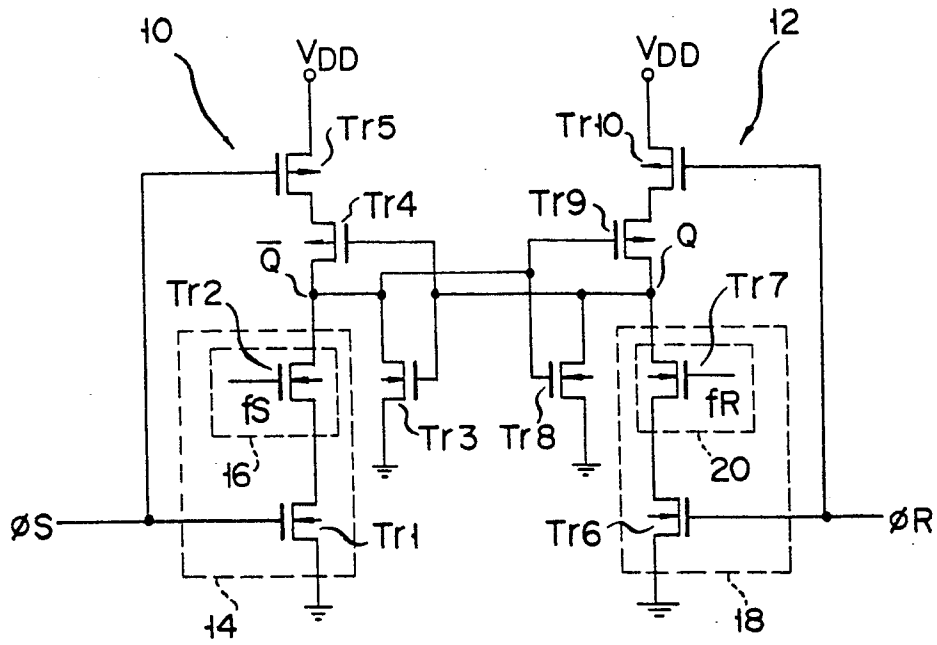 10
12
VDD
VDD
Tr5
Tr10
Tr4
Tr9
Q̅
Q
Tr2
Tr7
fS
fR
Tr3
Tr8
16
20
ØS
Tr1
Tr6
ØR
14
18